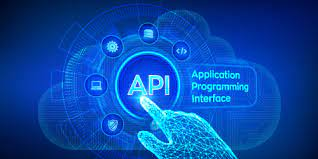 API
Application
Programming
Interface